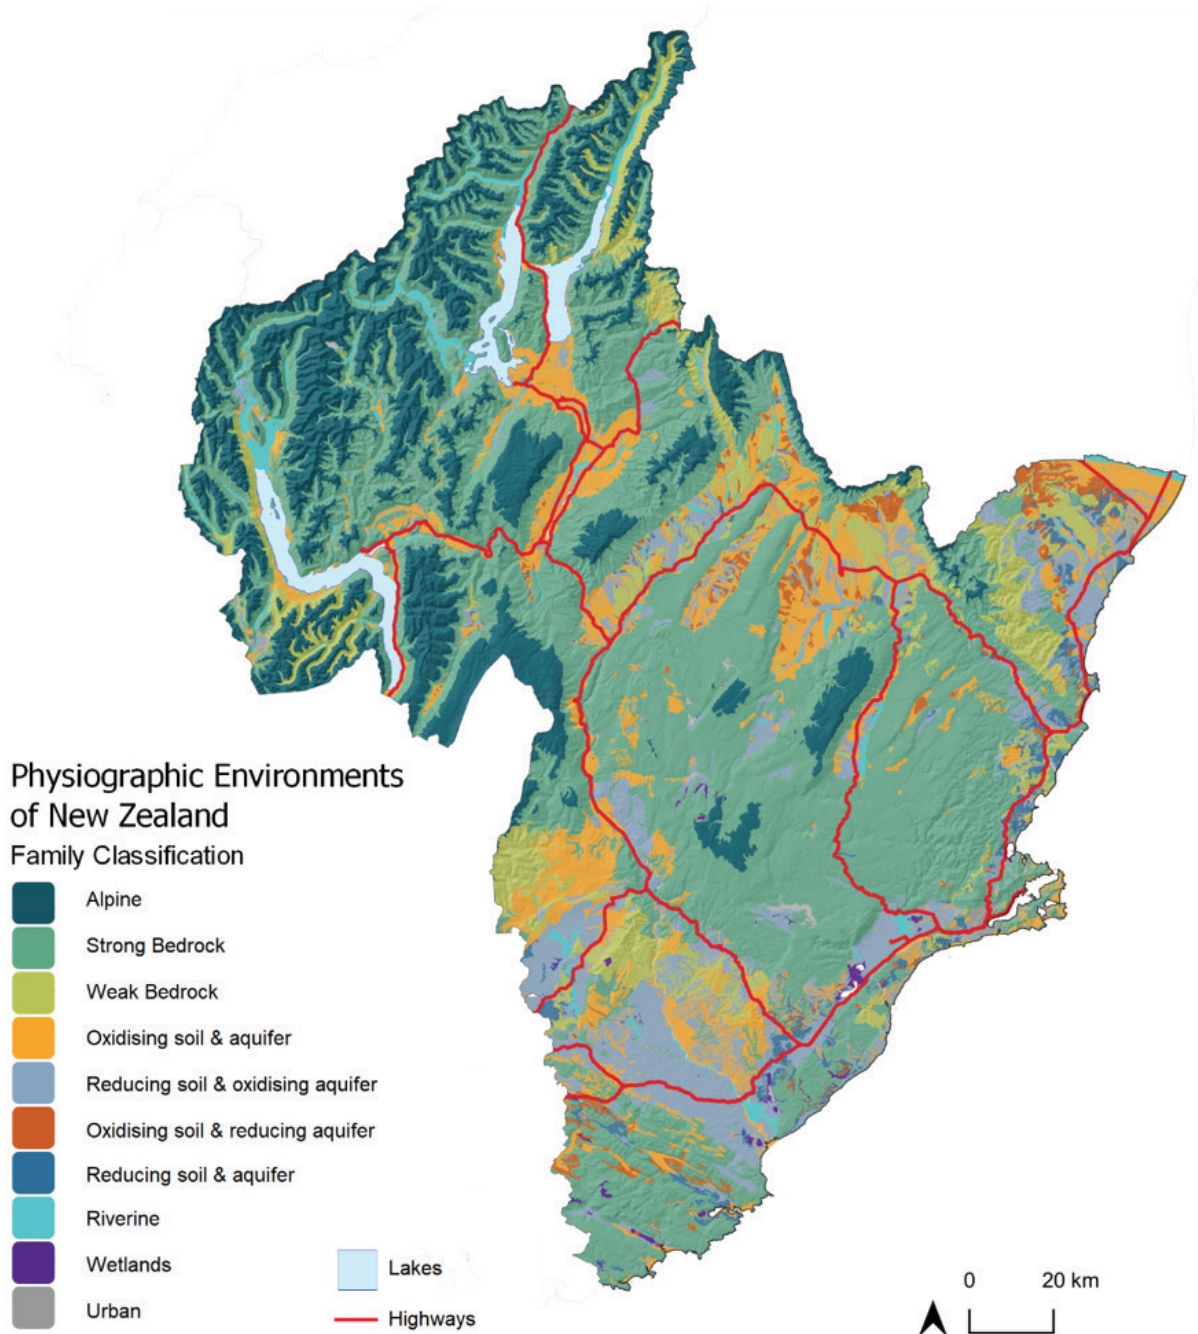 Physiographic Environments
of New Zealand
Family Classification
Alpine
Strong Bedrock
Weak Bedrock
Oxidising soil & aquifer
Reducing soil & oxidising aquifer
Oxidising soil & reducing aquifer
Reducing soil & aquifer
Riverine
Wetlands
Urban
Lakes
Highways
0 20 km